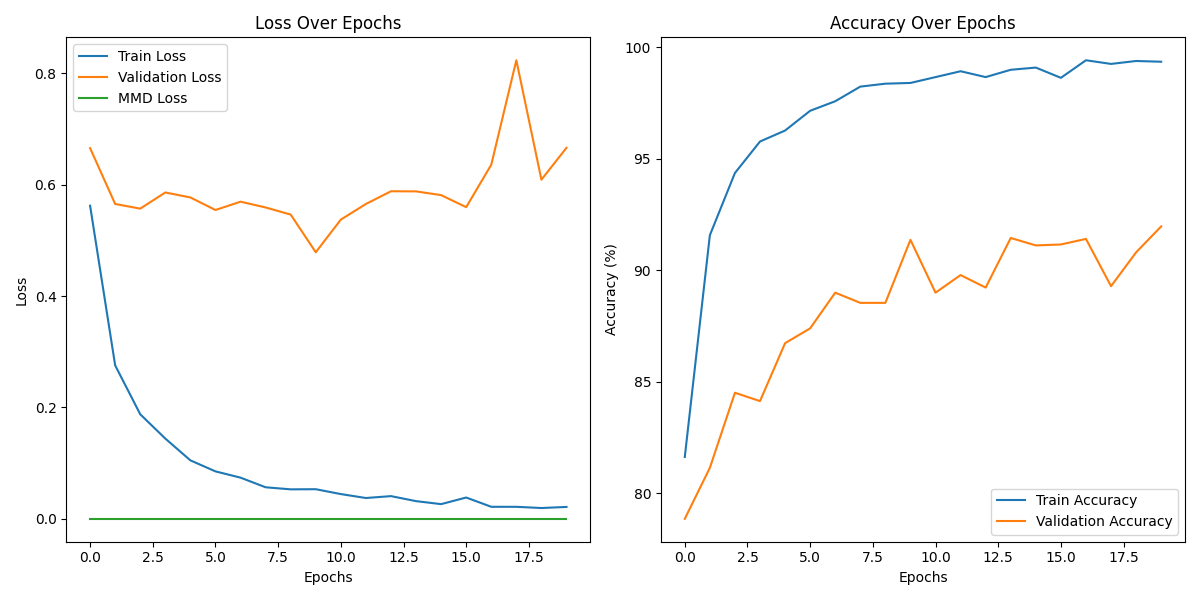 Loss Over Epochs
Train Loss
Validation Loss
MMD Loss
0.8
0.6
0.4
0.2
0.0
Loss
0.0 2.5 5.0 7.5 10.0 12.5 15.0 17.5
Epochs
Accuracy Over Epochs
100
95
90
85
80
Accuracy (%)
Train Accuracy
Validation Accuracy
0.0 2.5 5.0 7.5 10.0 12.5 15.0 17.5
Epochs